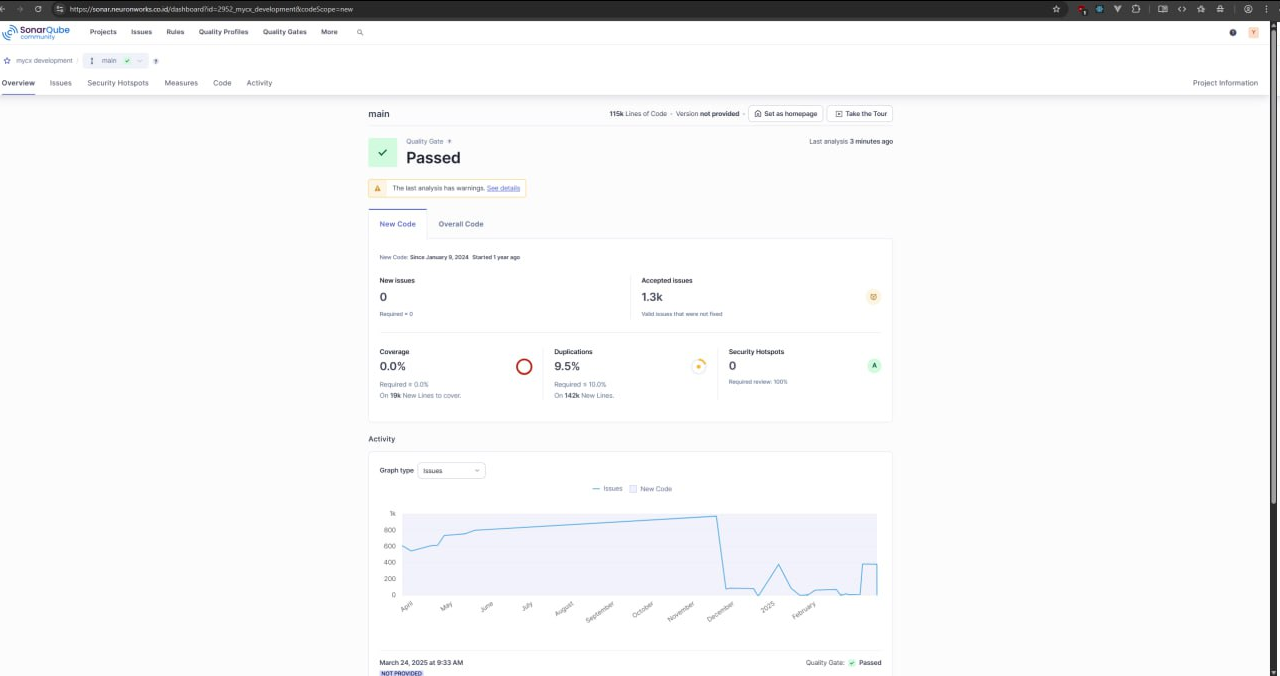 https://sonar.neuronworks.co.id/dashboard?id=2952_mycx_development&codeScope=new
SonarQube community Projects Issues Rules Quality Profiles Quality Gates More
mycx development / main
Overview Issues Security Hotspots Measures Code Activity Project Information
main 115k Lines of Code · Version not provided · Set as homepage Take the Tour
Quality Gate Last analysis 3 minutes ago
Passed
The last analysis has warnings. See details
New Code Overall Code
New Code: Since January 9, 2024 Started 1 year ago
New issues Accepted issues
0 1.3k
Required = 0 Valid issues that were not fixed
Coverage Duplications Security Hotspots
0.0% 9.5% 0 A
Required ≥ 0.0% Required ≤ 10.0% Required review: 100%
On 19k New Lines to cover. On 142k New Lines.
Activity
Graph type Issues
Issues New Code
1k
800
600
400
200
0
April May June July August September October November December 2025 February
March 24, 2025 at 9:33 AM Quality Gate: Passed
NOT PROVIDED